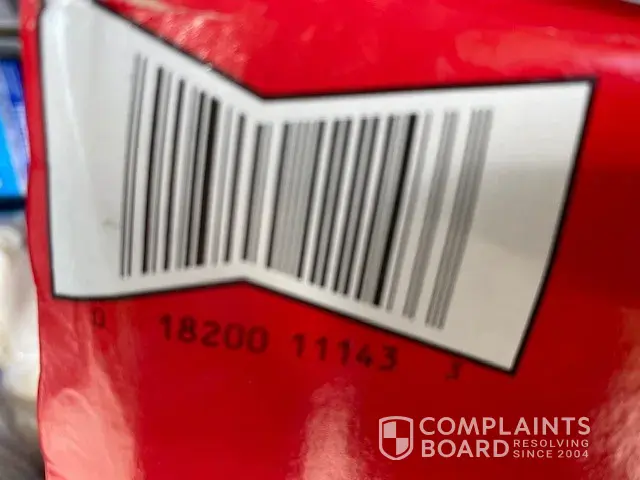 0 18200 11143 3
COMPLAINTS
BOARD RESOLVING
SINCE 2004